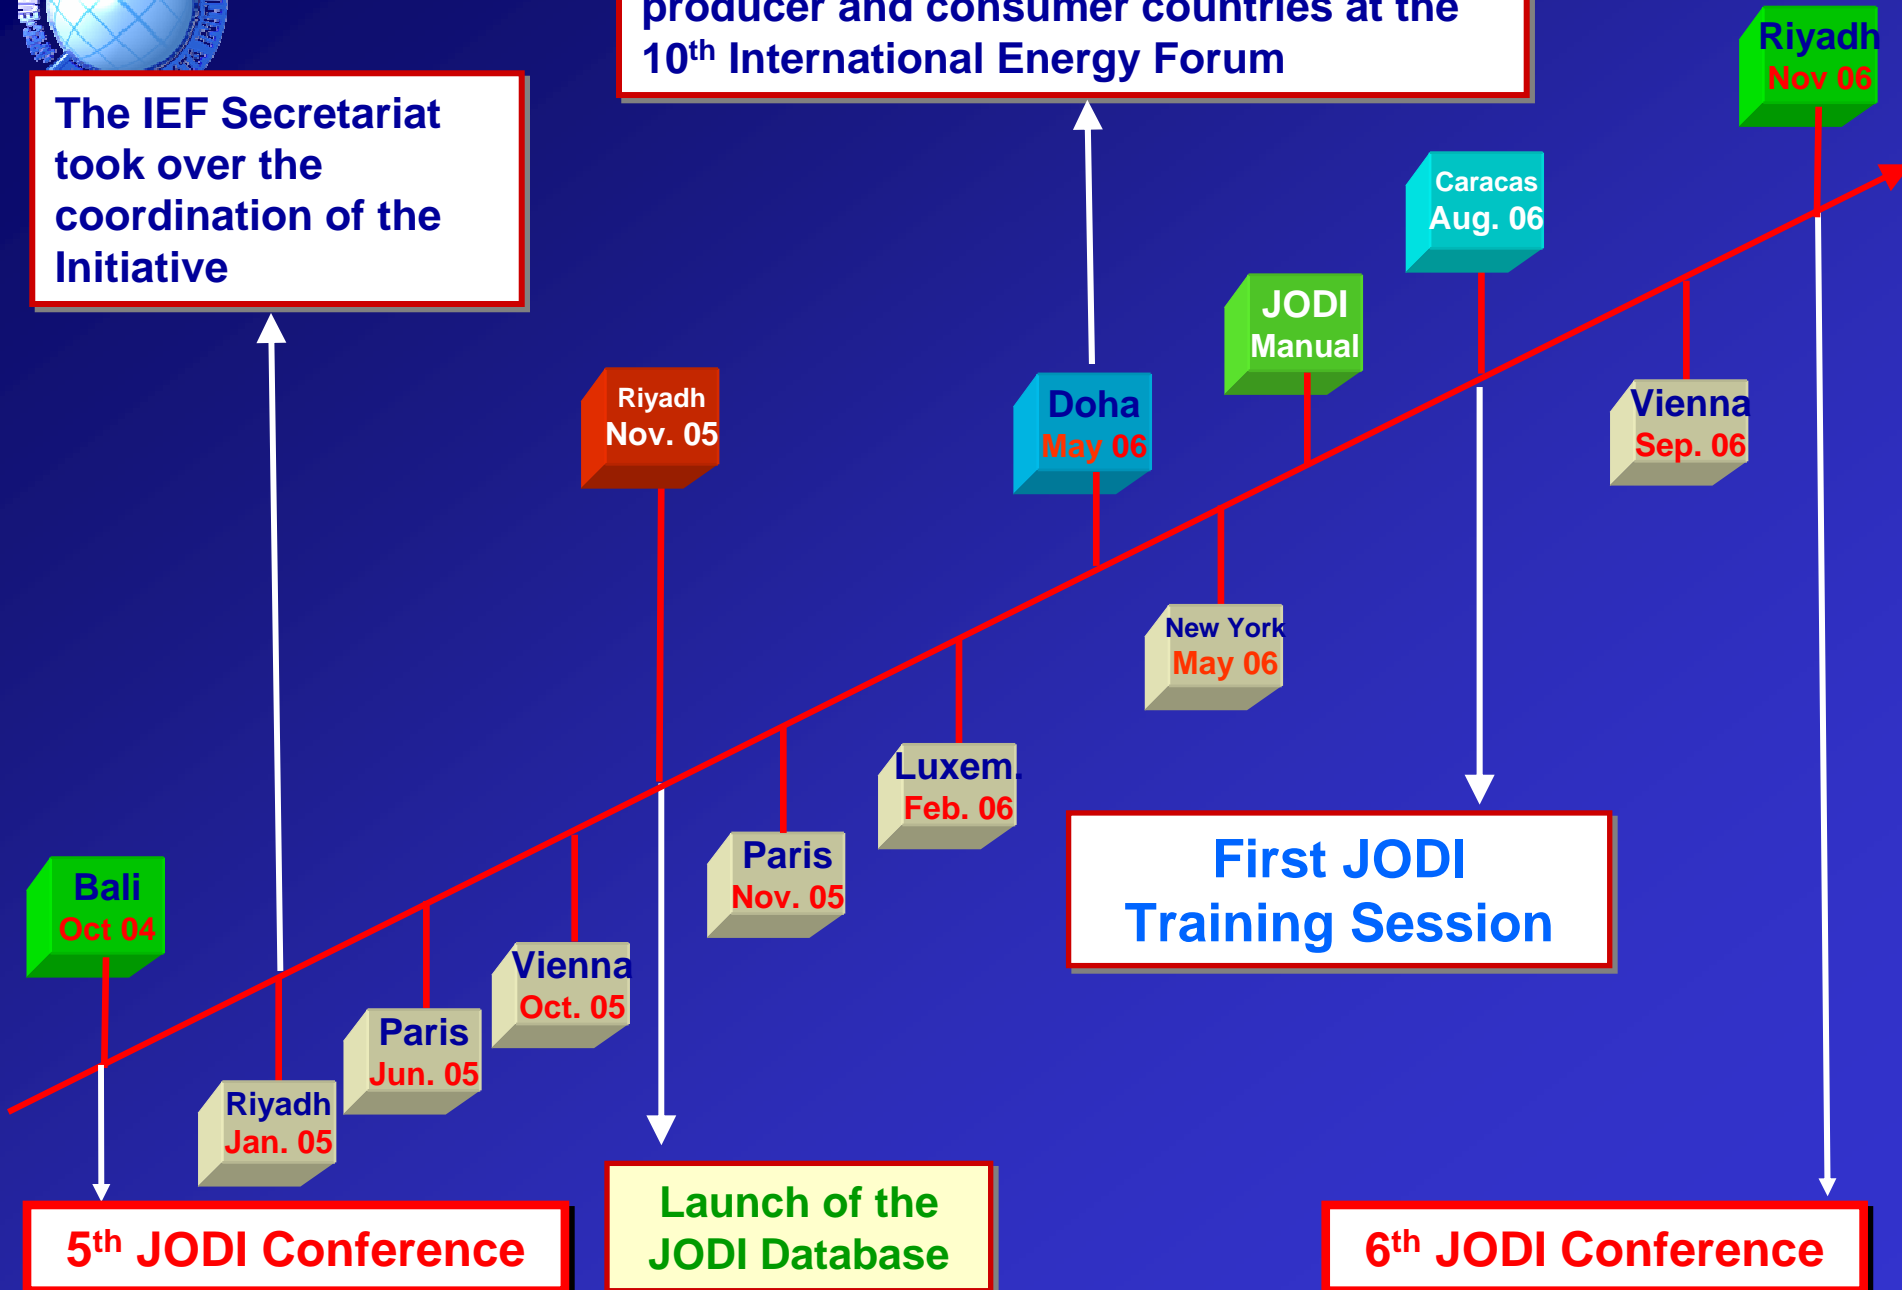 producer and consumer countries at the
10th International Energy Forum
Riyadh
Nov 06
The IEF Secretariat
took over the
coordination of the
Initiative
Caracas
Aug. 06
JODI
Manual
Riyadh
Nov. 05
Doha
May 06
Vienna
Sep. 06
New York
May 06
Luxem.
Feb. 06
Paris
Nov. 05
First JODI
Training Session
Bali
Oct 04
Vienna
Oct. 05
Paris
Jun. 05
Riyadh
Jan. 05
5th JODI Conference
Launch of the
JODI Database
6th JODI Conference